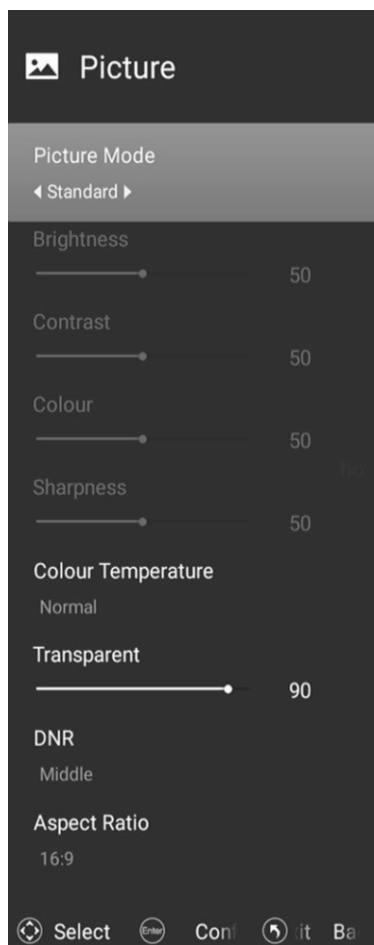 Picture
Picture Mode
Standard
Brightness
50
Contrast
50
Colour
50
Sharpness
50
Colour Temperature
Normal
Transparent
90
DNR
Middle
Aspect Ratio
16:9
Select Enter